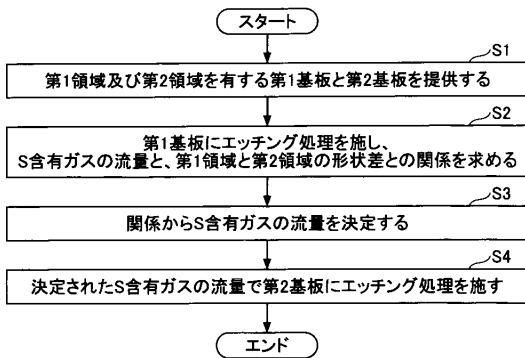 スタート
S1
第1領域及び第2領域を有する第1基板と第2基板を提供する
S2
第1基板にエッチング処理を施し、
S含有ガスの流量と、第1領域と第2領域の形状差との関係を求める
S3
関係からS含有ガスの流量を決定する
S4
決定されたS含有ガスの流量で第2基板にエッチング処理を施す
エンド